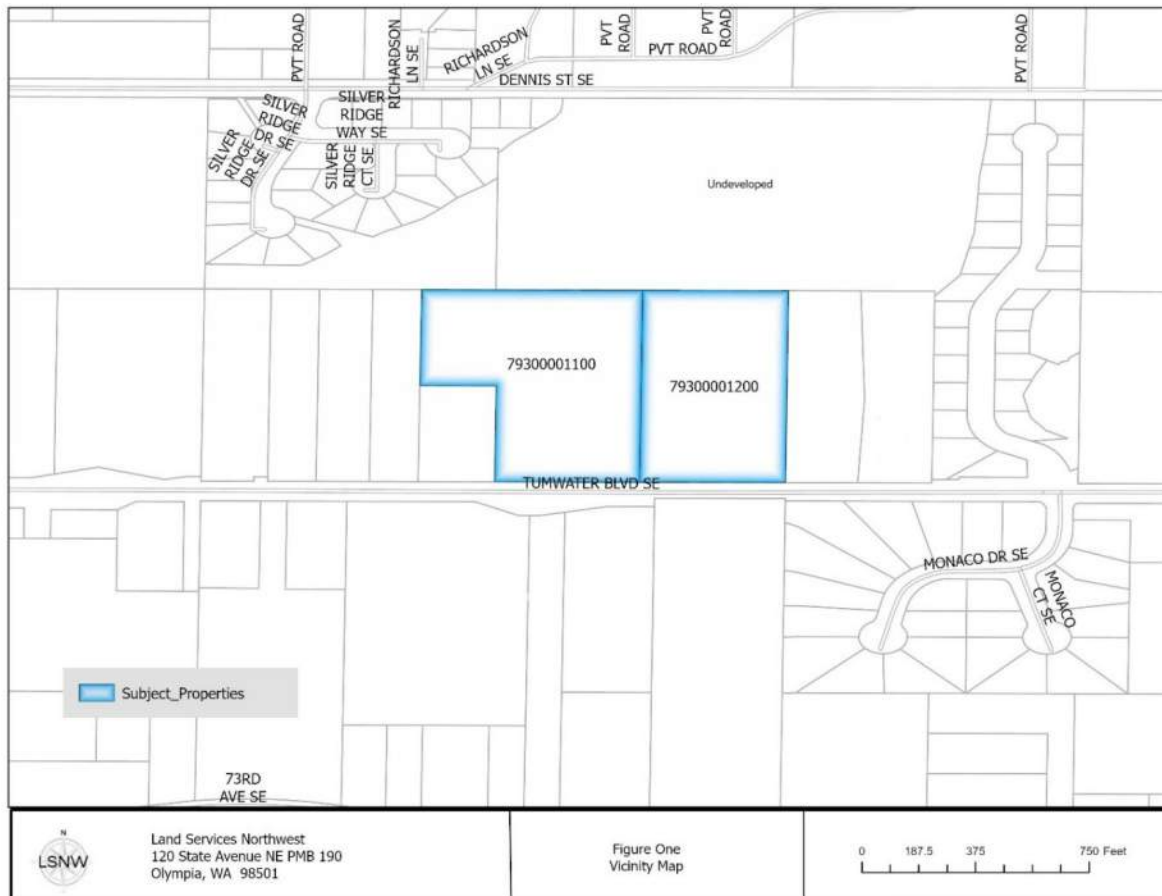 PVT ROAD
RICHARDSON
LN SE
RICHARDSON
LN SE
PVT
ROAD
PVT
ROAD
PVT ROAD
PVT ROAD
DENNIS ST SE
SILVER
RIDGE
DR SE
SILVER
RIDGE
WAY SE
SILVER
RIDGE
DR SE
SILVER
RIDGE
CT SE
Undeveloped
79300001100
79300001200
TUMWATER BLVD SE
MONACO DR SE
MONACO
CT SE
Subject_Properties
73RD
AVE SE
N
LSNW
Land Services Northwest
120 State Avenue NE PMB 190
Olympia, WA 98501
Figure One
Vicinity Map
0 187.5 375 750 Feet